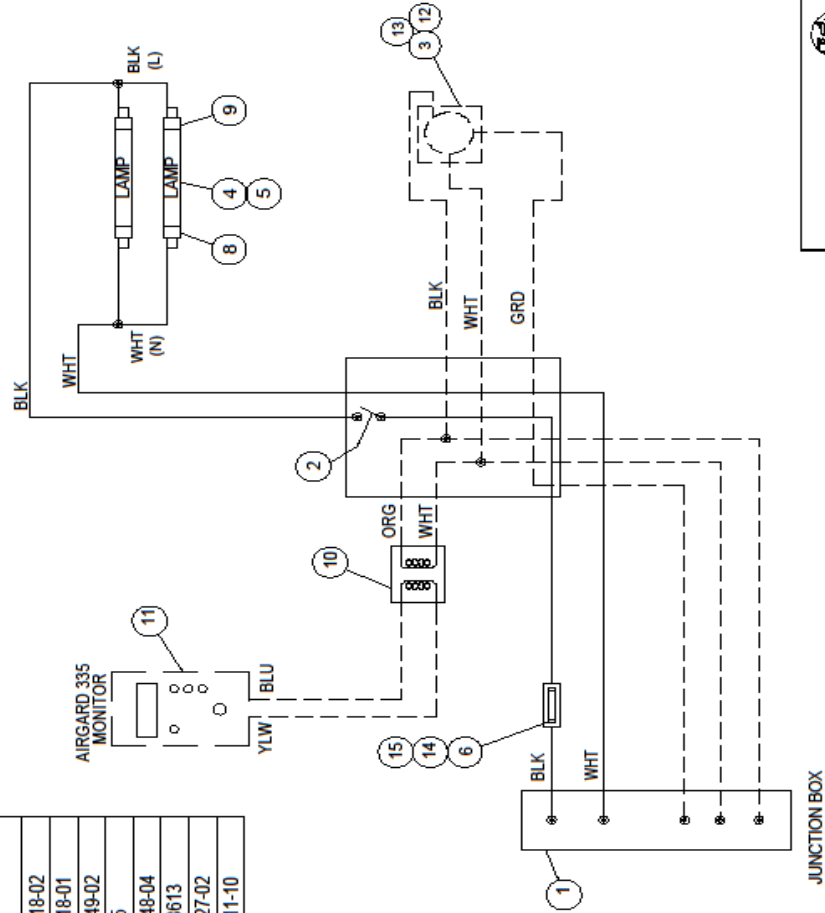 BLK
BLK
(L)
LAMP
LAMP
9
4
5
8
WHT
WHT
(N)
13
12
3
BLK
WHT
GRD
2
ORG
WHT
10
11
AIRGARD 335
MONITOR
BLU
YLW
15
14
6
BLK
WHT
1
JUNCTION BOX
18-02
18-01
49-02
48-04
3613
27-02
11-10